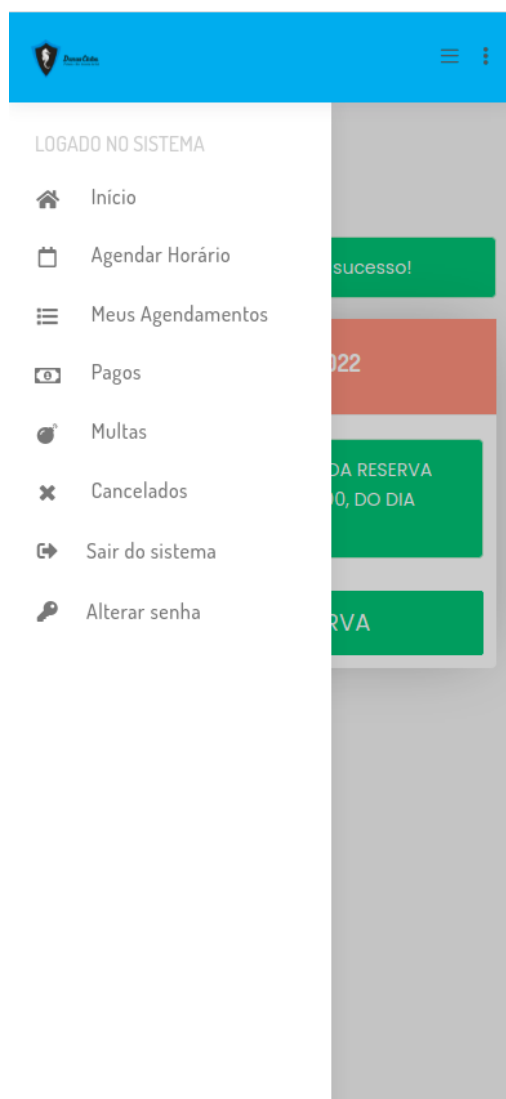 LOGADO NO SISTEMA
Início
Agendar Horário
sucesso!
Meus Agendamentos
022
Pagos
Multas
DA RESERVA
Cancelados
00, DO DIA
Sair do sistema
Alterar senha
RVA